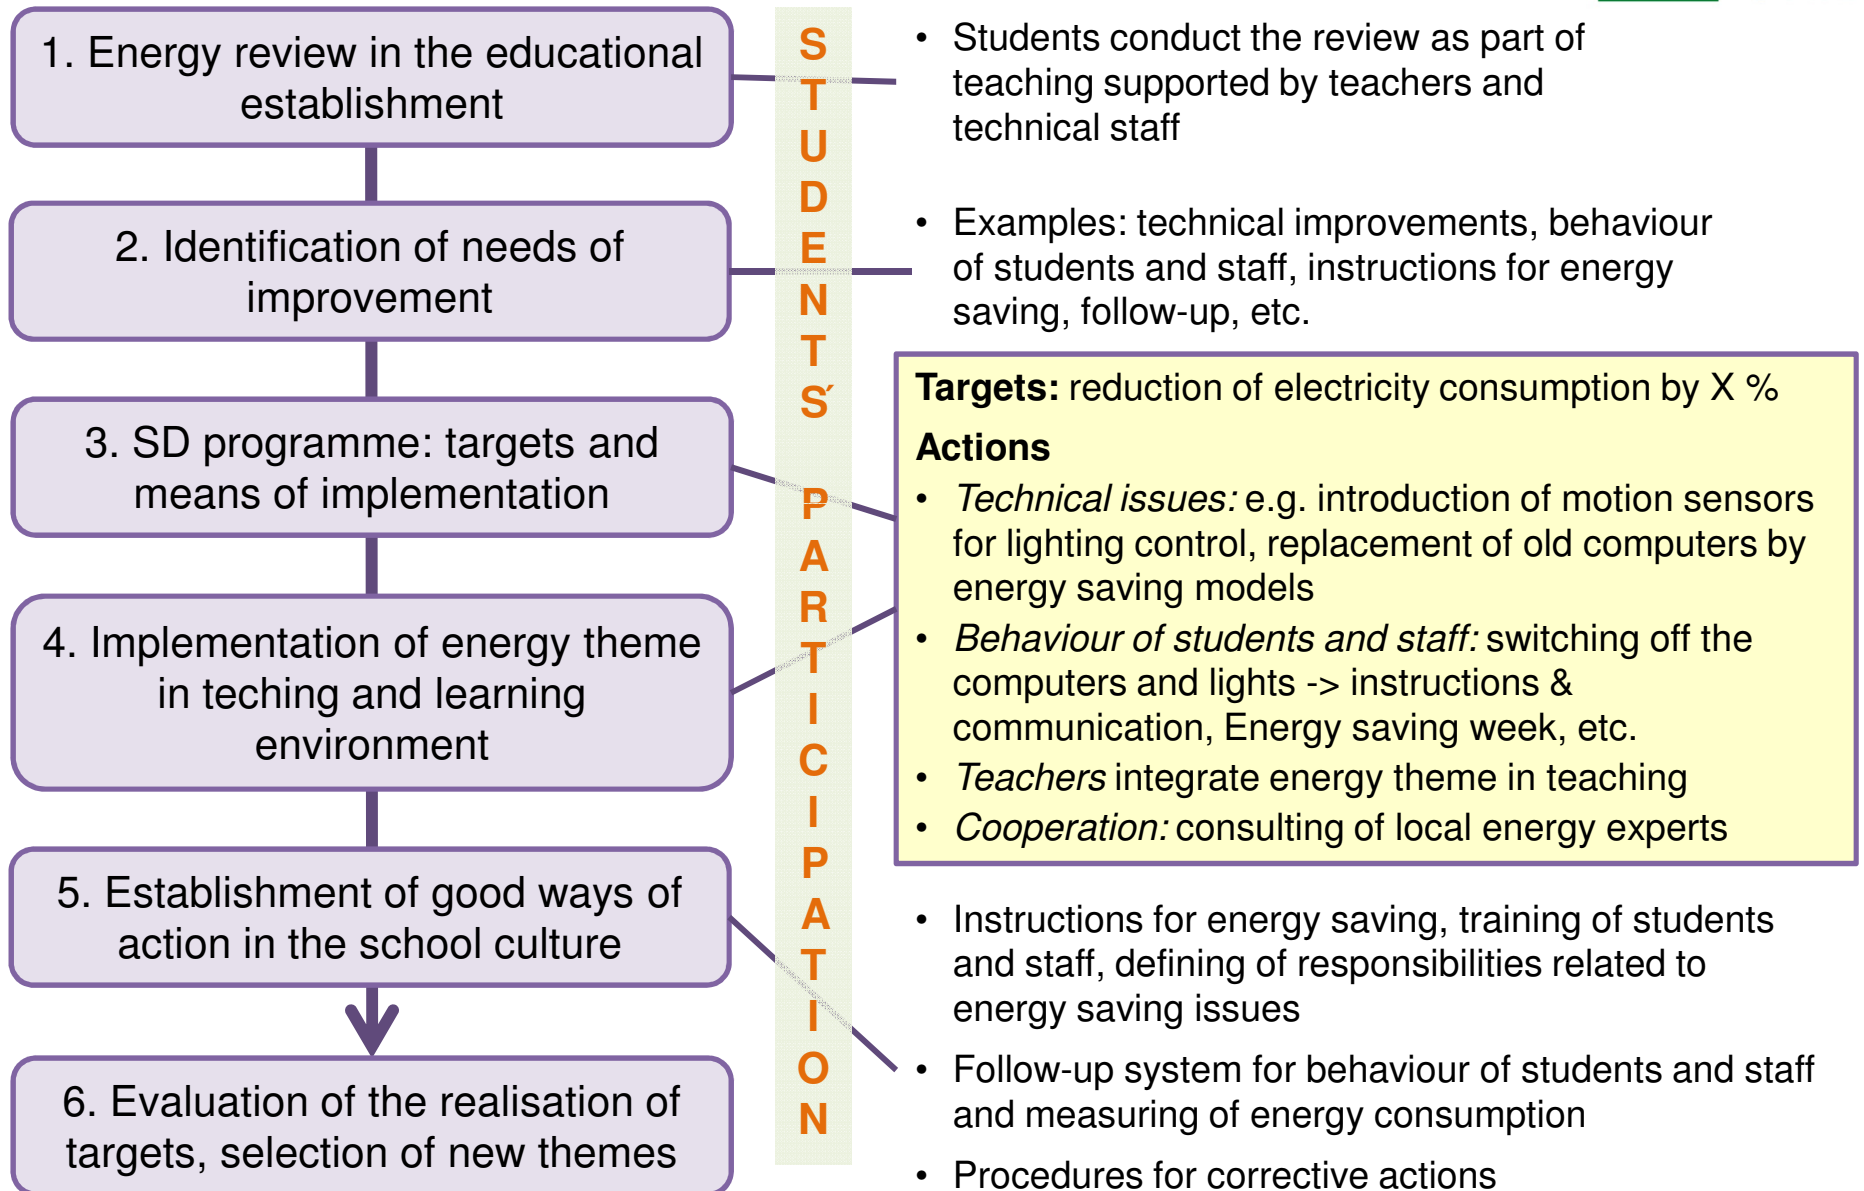 1. Energy review in the educational
establishment
2. Identification of needs of
improvement
3. SD programme: targets and
means of implementation
4. Implementation of energy theme
in teching and learning
environment
5. Establishment of good ways of
action in the school culture
6. Evaluation of the realisation of
targets, selection of new themes
STUDENTS´ PARTICIPATION
• Students conduct the review as part of
teaching supported by teachers and
technical staff
• Examples: technical improvements, behaviour
of students and staff, instructions for energy
saving, follow-up, etc.
Targets: reduction of electricity consumption by X %
Actions
• Technical issues: e.g. introduction of motion sensors
for lighting control, replacement of old computers by
energy saving models
• Behaviour of students and staff: switching off the
computers and lights -> instructions &
communication, Energy saving week, etc.
• Teachers integrate energy theme in teaching
• Cooperation: consulting of local energy experts
• Instructions for energy saving, training of students
and staff, defining of responsibilities related to
energy saving issues
• Follow-up system for behaviour of students and staff
and measuring of energy consumption
• Procedures for corrective actions